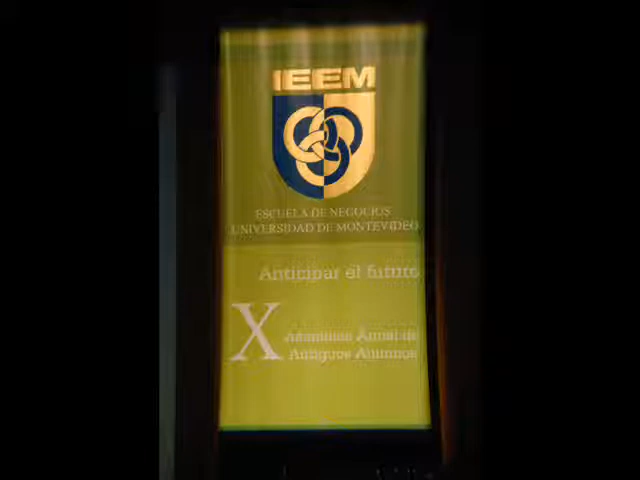 IEEM
ESCUELA DE NEGOCIOS
UNIVERSIDAD DE MONTEVIDEO
Anticipar el futuro
X Asamblea Anual de
Antiguos Alumnos